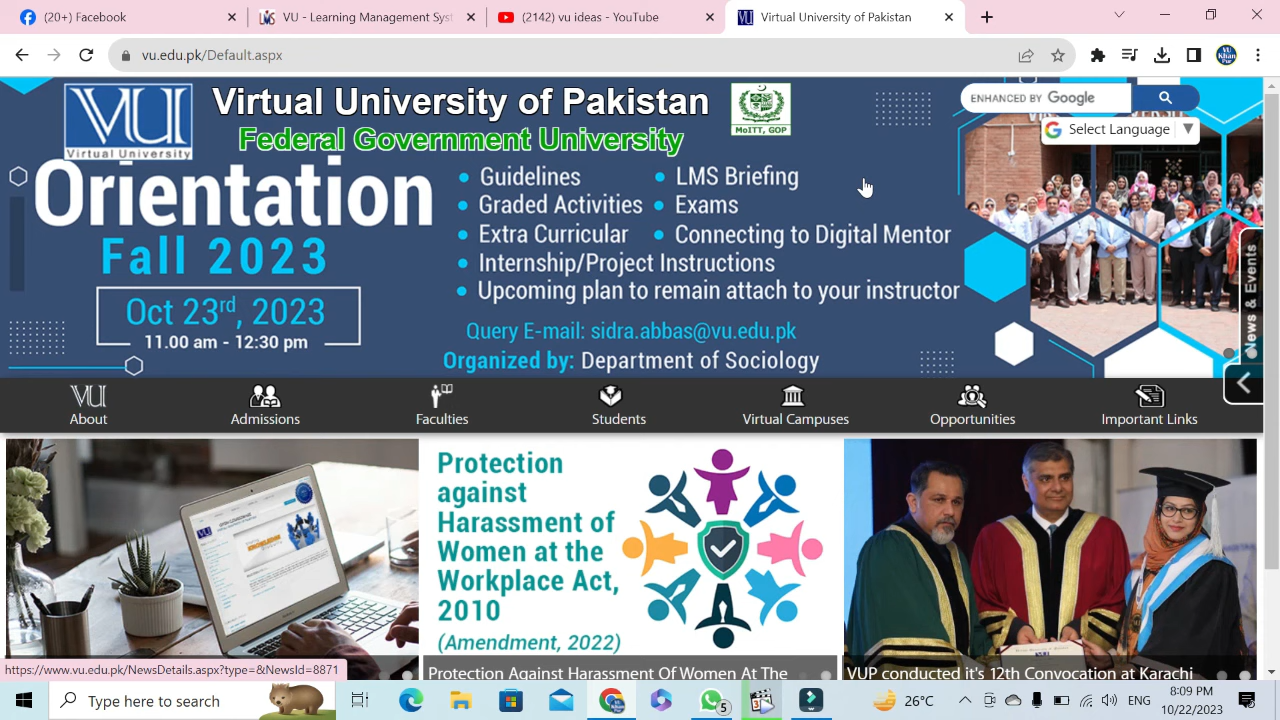 (20+) Facebook
VU - Learning Management Syst
(2142) vu ideas - YouTube
Virtual University of Pakistan
vu.edu.pk/Default.aspx
VU
Khan
Pur
VU
Virtual University
Virtual University of Pakistan
Federal Government University
MoITT, GOP
ENHANCED BY Google
Select Language
Orientation
Fall 2023
Oct 23rd, 2023
11.00 am - 12:30 pm
Guidelines
LMS Briefing
Graded Activities
Exams
Extra Curricular
Connecting to Digital Mentor
Internship/Project Instructions
Upcoming plan to remain attach to your instructor
Query E-mail: sidra.abbas@vu.edu.pk
Organized by: Department of Sociology
News & Events
About
Admissions
Faculties
Students
Virtual Campuses
Opportunities
Important Links
Protection
against
Harassment of
Women at the
Workplace Act,
2010
(Amendment, 2022)
https://www.vu.edu.pk/NewsDetails.aspx?type=&NewsId=8871
Protection Against Harassment Of Women At The
VUP conducted it's 12th Convocation at Karachi
Type here to search
5
26°C
ENG
8:09 PM
10/22/2023